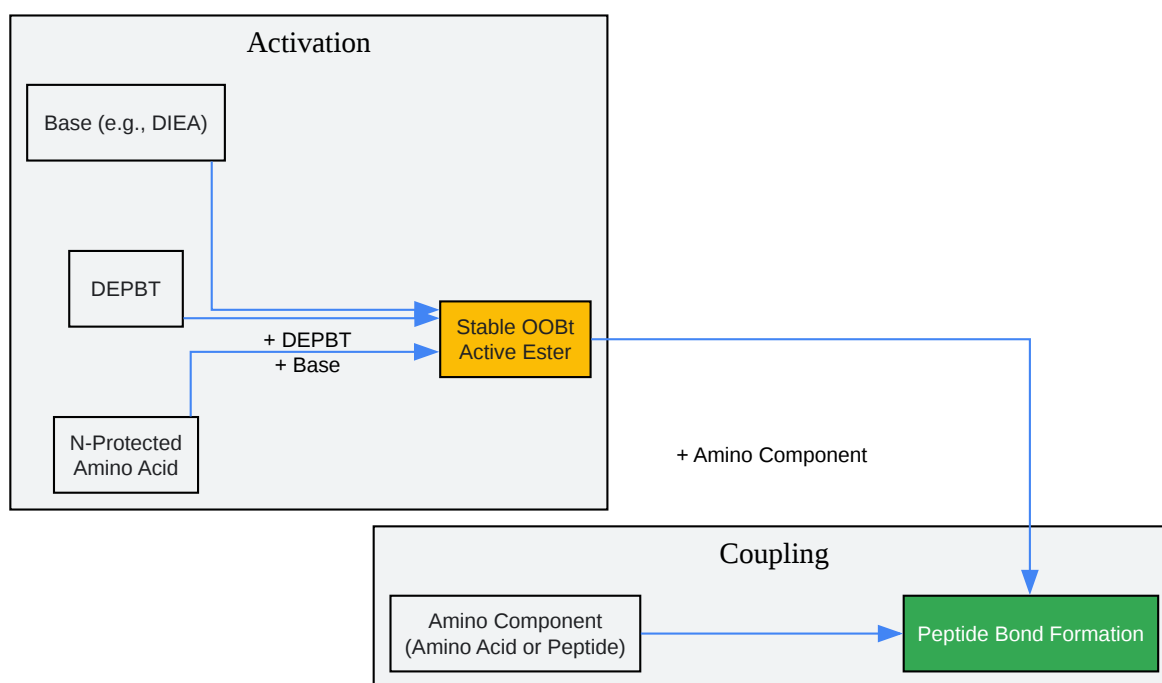 Activation
Base (e.g., DIEA)
DEPBT
Stable OOBt
Active Ester
+ DEPBT
+ Base
N-Protected
Amino Acid
+ Amino Component
Coupling
Amino Component
(Amino Acid or Peptide)
Peptide Bond Formation